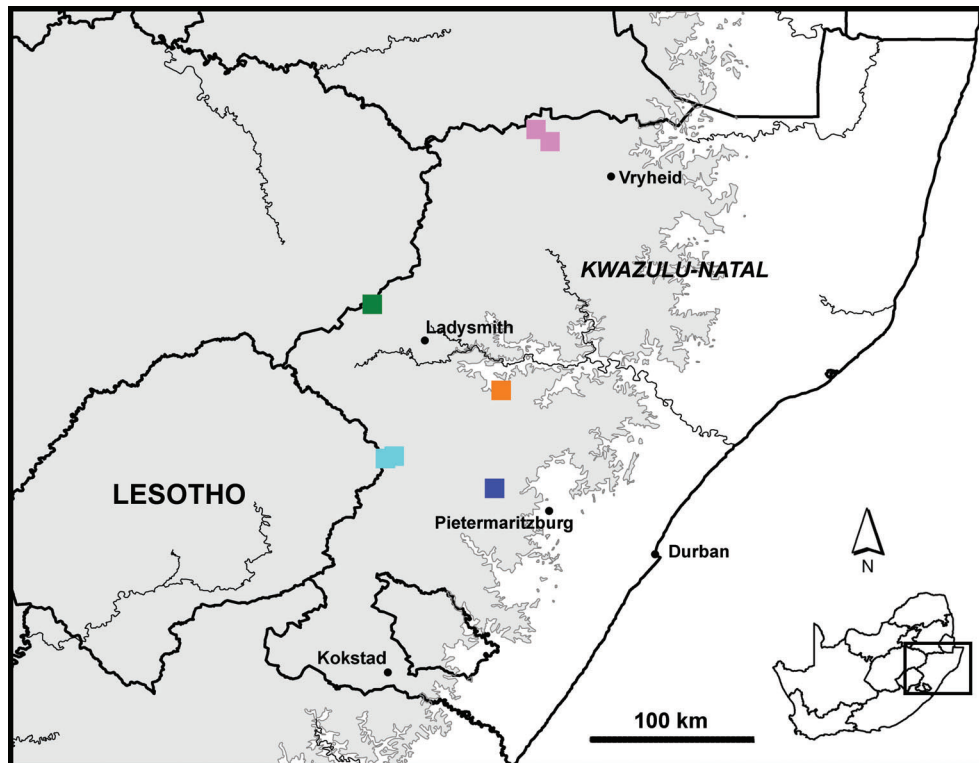 Vryheid
KWAZULU-NATAL
Ladysmith
LESOTHO
Pietermaritzburg
Durban
N
Kokstad
100 km